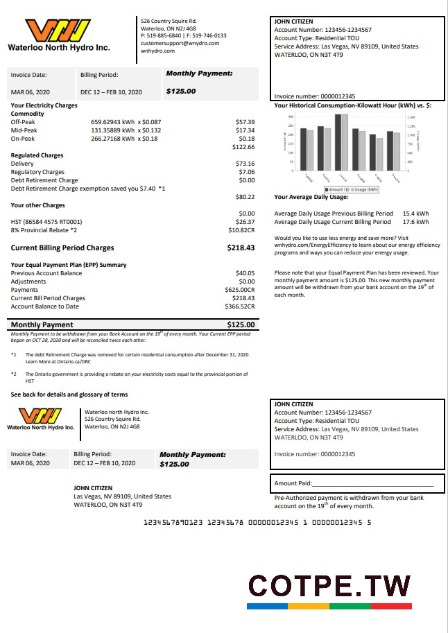 Waterloo North Hydro Inc.
526 Country Squire Rd.
Waterloo, ON N2J 4G8
P: 519-885-6840 | F: 519-746-0133
customersupport@wnhydro.com
wnhydro.com
JOHN CITIZEN
Account Number: 123456-1234567
Account Type: Residential TOU
Service Address: Las Vegas, NV 89109, United States
WATERLOO, ON N3T 4T9
Invoice number: 0000012345
Invoice Date: Billing Period: Monthly Payment:
MAR 06, 2020 DEC 12 – FEB 10, 2020 $125.00
Your Electricity Charges
Commodity
Off-Peak 659.62943 kWh x $0.087 $57.39
Mid-Peak 131.35889 kWh x $0.132 $17.34
On-Peak 266.27168 kWh x $0.18 $0.18
$122.66
Regulated Charges
Delivery $73.16
Regulatory Charges $7.06
Debt Retirement Charge $0.00
Debt Retirement Charge exemption saved you $7.40 *1
$80.22
Your other Charges
$0.00
HST (86584 4575 RT0001) $26.37
8% Provincial Rebate *2 $10.82CR
Current Billing Period Charges $218.43
Your Equal Payment Plan (EPP) Summary
Previous Account Balance $40.05
Adjustments $0.00
Payments $625.00CR
Current Bill Period Charges $218.43
Account Balance to Date $366.52CR
Monthly Payment $125.00
Monthly Payment to be withdrawn from your Bank Account on the 19th of every month. Your Current EPP period
began on OCT 28, 2020 and will be reconciled twice each other.
*1 The debt Retirement Charge was removed for certain residential consumption after December 31, 2020.
Learn More at Ontario.ca/DRC
*2 The Ontario government is providing a rebate on your electricity costs equal to the provincial portion of
HST
See back for details and glossary of terms
Your Historical Consumption-Kilowatt Hour (kWh) vs. $:
Amount ($) Usage (kWh)
Your Average Daily Usage:
Average Daily Usage Previous Billing Period 15.4 kWh
Average Daily Usage Current Billing Period 17.6 kWh
Would you like to use less energy and save more? Visit
wnhydro.com/EnergyEfficiency to learn about our energy efficiency
programs and ways you can reduce your energy usage.
Please note that your Equal Payment Plan has been reviewed. Your
monthly payment amount is $125.00. This new monthly payment
amount will be withdrawn from your bank account on the 19th of
each month.
Waterloo North Hydro Inc.
Waterloo north Hydro Inc.
526 Country Squire Rd.
Waterloo, ON N2J 4G8
JOHN CITIZEN
Account Number: 123456-1234567
Account Type: Residential TOU
Service Address: Las Vegas, NV 89109, United States
WATERLOO, ON N3T 4T9
Invoice number: 000012345
Invoice Date: Billing Period: Monthly Payment:
MAR 06, 2020 DEC 12 – FEB 10, 2020 $125.00
Amount Paid:
Pre-Authorized payment is withdrawn from your bank
account on the 19th of every month.
JOHN CITIZEN
Las Vegas, NV 89109, United States
WATERLOO, ON N3T 4T9
1234567890123 12345678 00000012345 1 00000012345 5
COTPE.TW